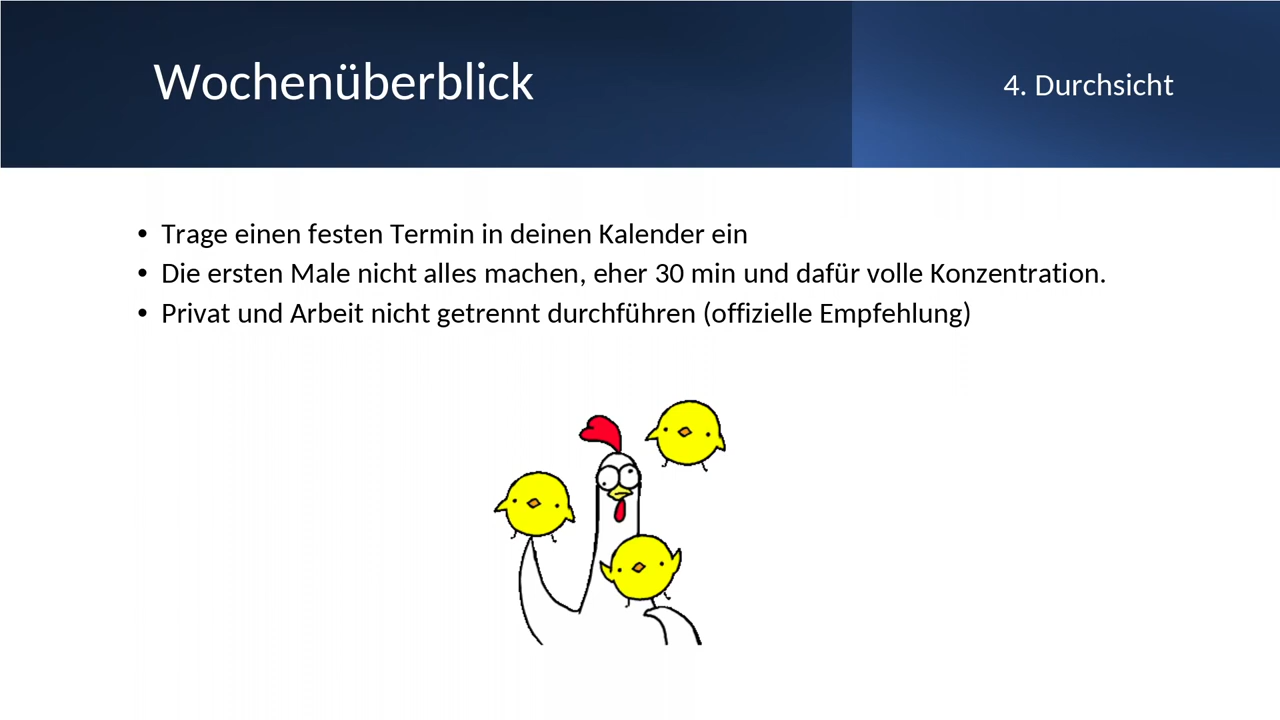 Wochenüberblick
4. Durchsicht
• Trage einen festen Termin in deinen Kalender ein
• Die ersten Male nicht alles machen, eher 30 min und dafür volle Konzentration.
• Privat und Arbeit nicht getrennt durchführen (offizielle Empfehlung)